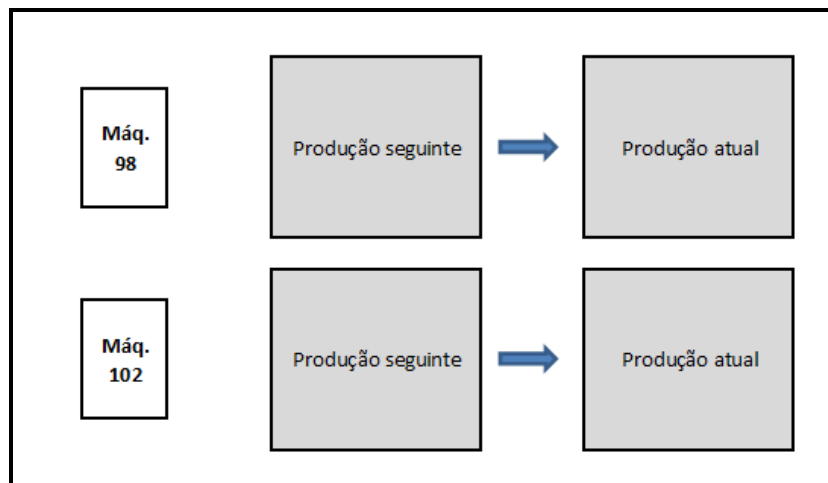 Máq.
98
Produção seguinte
Produção atual
Máq.
102
Produção seguinte
Produção atual